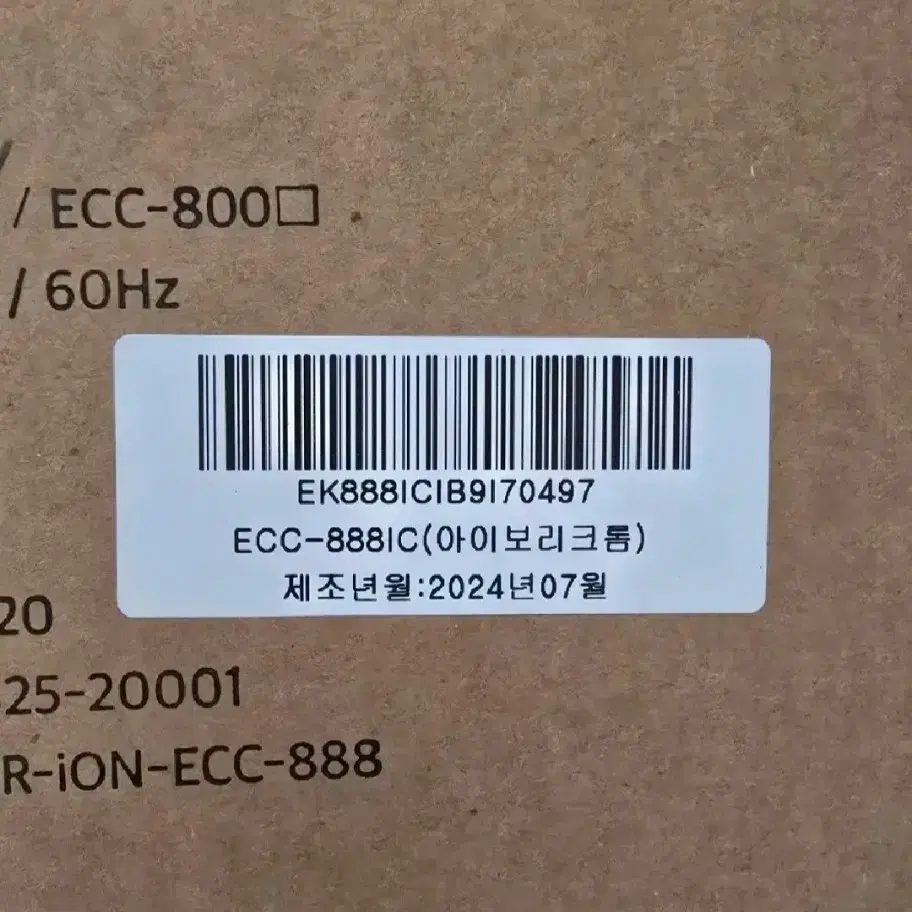 / ECC-800□
/ 60Hz
EK888ICIB9I70497
ECC-888IC(아이보리크롬)
제조년월:2024년07월
20
25-20001
R-iON-ECC-888